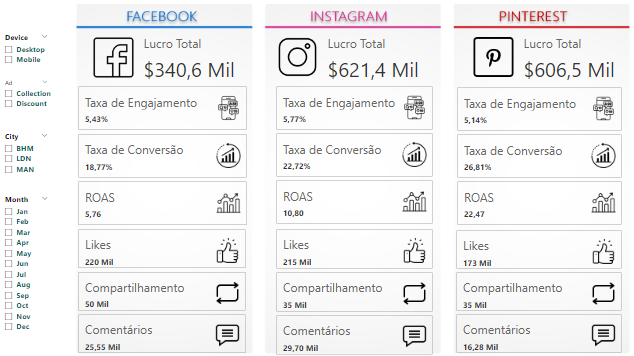 Device
Desktop
Mobile
Ad
Collection
Discount
City
BHM
LDN
MAN
Month
Jan
Feb
Mar
Apr
May
Jun
Jul
Aug
Sep
Oct
Nov
Dec
FACEBOOK
Lucro Total
$340,6 Mil
Taxa de Engajamento
5,43%
Taxa de Conversão
18,77%
ROAS
5,76
Likes
220 Mil
Compartilhamento
50 Mil
Comentários
25,55 Mil
INSTAGRAM
Lucro Total
$621,4 Mil
Taxa de Engajamento
5,77%
Taxa de Conversão
22,72%
ROAS
10,80
Likes
215 Mil
Compartilhamento
35 Mil
Comentários
29,70 Mil
PINTEREST
Lucro Total
$606,5 Mil
Taxa de Engajamento
5,14%
Taxa de Conversão
26,81%
ROAS
22,47
Likes
173 Mil
Compartilhamento
35 Mil
Comentários
16,28 Mil